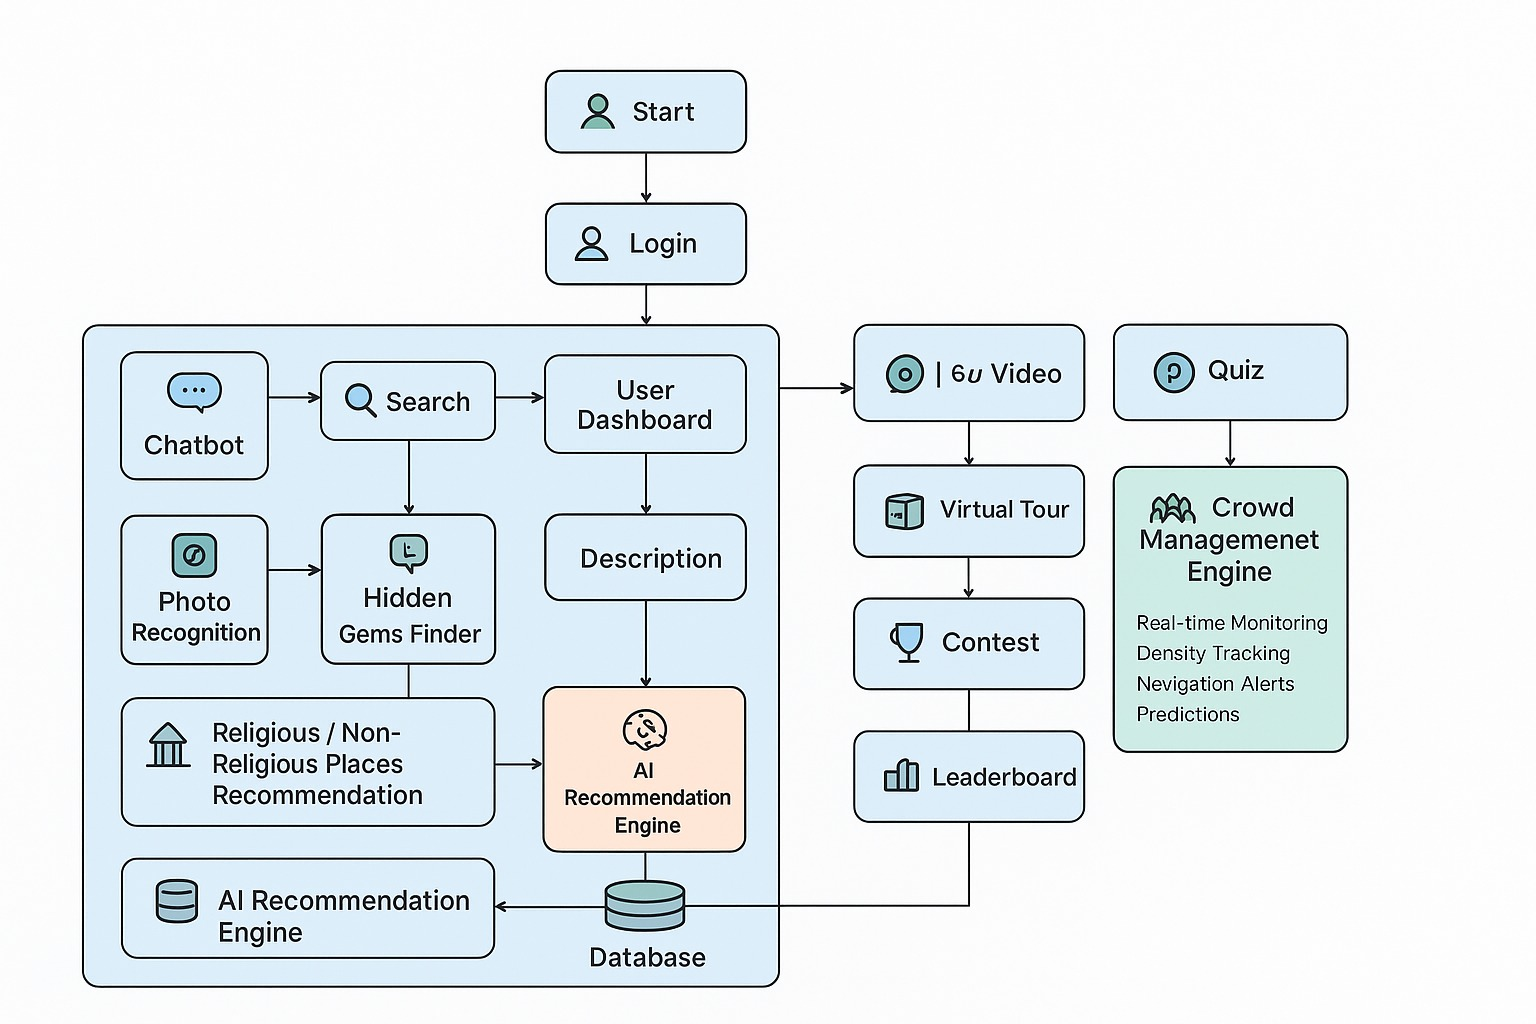 Start
Login
Chatbot
Search
User
Dashboard
Photo
Recognition
Hidden
Gems Finder
Description
Religious / Non-
Religious Places
Recommendation
AI
Recommendation
Engine
AI Recommendation
Engine
Database
| 6u Video
Virtual Tour
Contest
Leaderboard
Quiz
Crowd
Managemenet
Engine
Real-time Monitoring
Density Tracking
Nevigation Alerts
Predictions